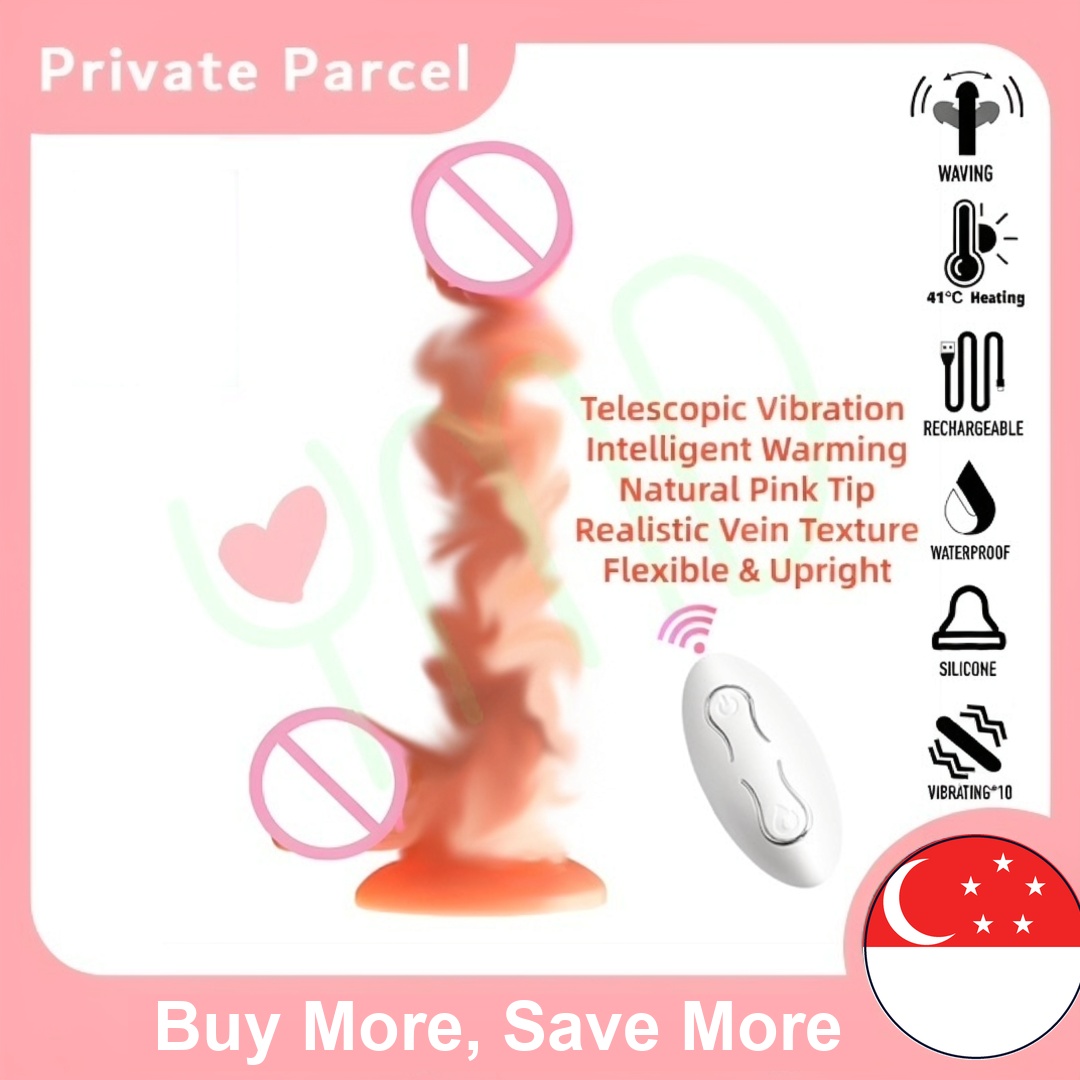 Private Parcel
WAVING
41°C Heating
RECHARGEABLE
WATERPROOF
SILICONE
VIBRATING*10
Telescopic Vibration
Intelligent Warming
Natural Pink Tip
Realistic Vein Texture
Flexible & Upright
Buy More, Save More